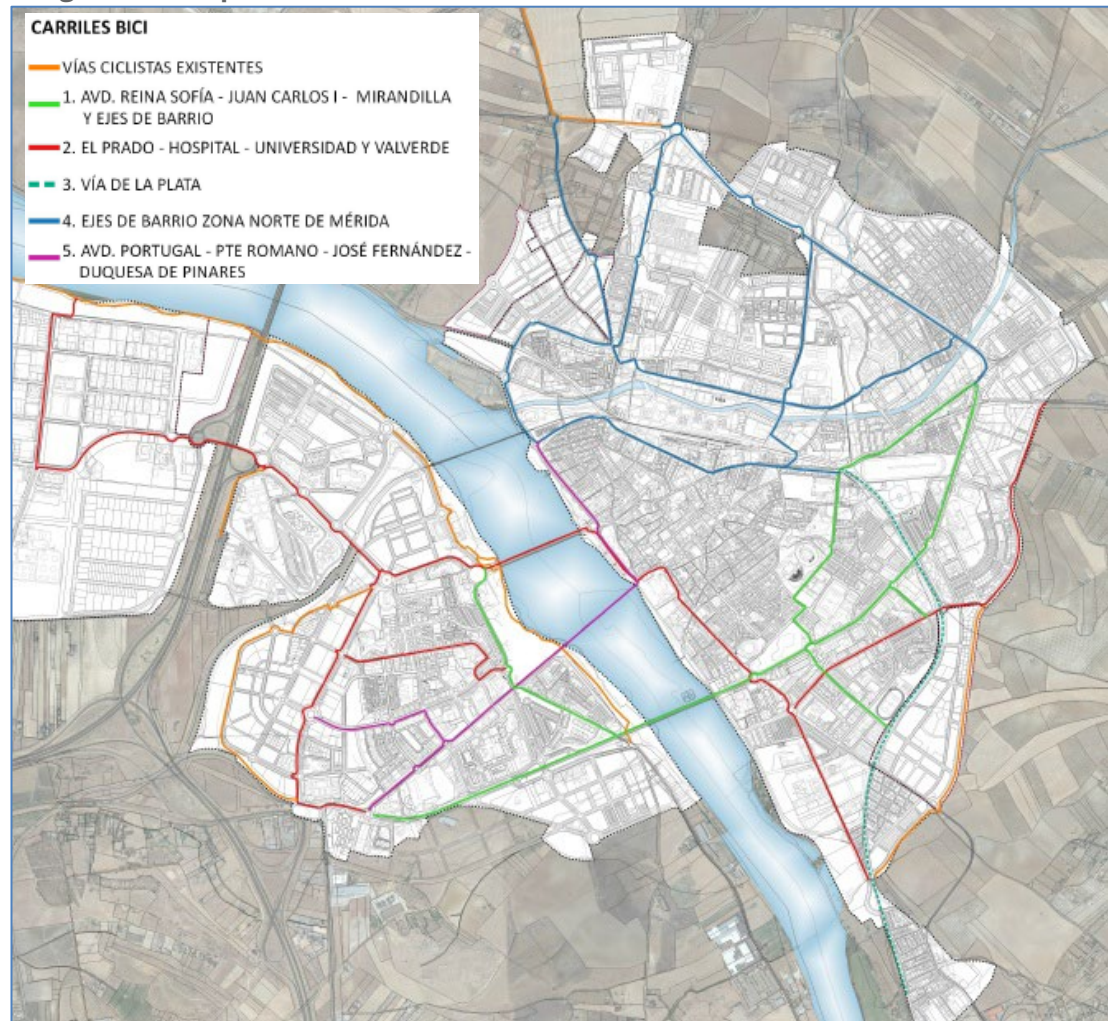 CARRILES BICI
VÍAS CICLISTAS EXISTENTES
1. AVD. REINA SOFÍA - JUAN CARLOS I - MIRANDILLA
Y EJES DE BARRIO
2. EL PRADO - HOSPITAL - UNIVERSIDAD Y VALVERDE
3. VÍA DE LA PLATA
4. EJES DE BARRIO ZONA NORTE DE MÉRIDA
5. AVD. PORTUGAL - PTE ROMANO - JOSÉ FERNÁNDEZ -
DUQUESA DE PINARES